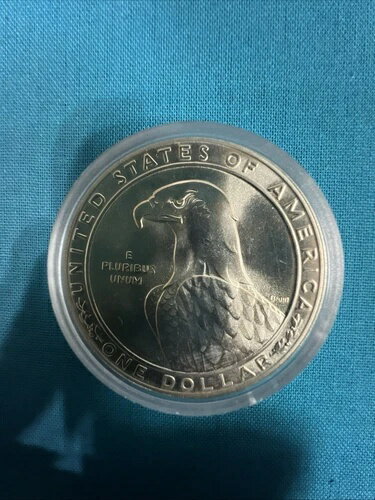 UNITED STATES OF AMERICA
E
PLURIBUS
UNUM
ONE DOLLAR